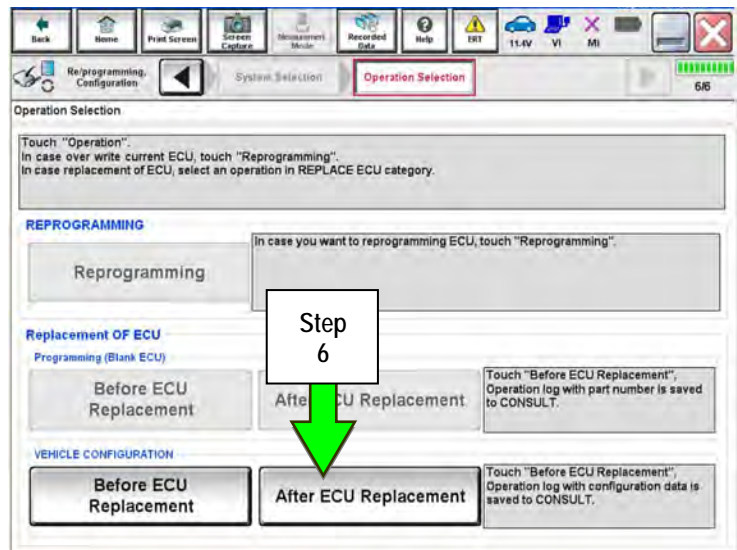 Back
Home
Print Screen
Screen
Capture
Measurement
Mode
Recorded
Data
Help
ERT
11.4V
VI
MI
Re/programming,
Configuration
System Selection
Operation Selection
6/6
Operation Selection
Touch "Operation".
In case over write current ECU, touch "Reprogramming".
In case replacement of ECU, select an operation in REPLACE ECU category.
REPROGRAMMING
Reprogramming
In case you want to reprogramming ECU, touch "Reprogramming".
Step
6
Replacement OF ECU
Programming (Blank ECU)
Before ECU
Replacement
After ECU Replacement
Touch "Before ECU Replacement",
Operation log with part number is saved
to CONSULT.
VEHICLE CONFIGURATION
Before ECU
Replacement
After ECU Replacement
Touch "Before ECU Replacement",
Operation log with configuration data is
saved to CONSULT.